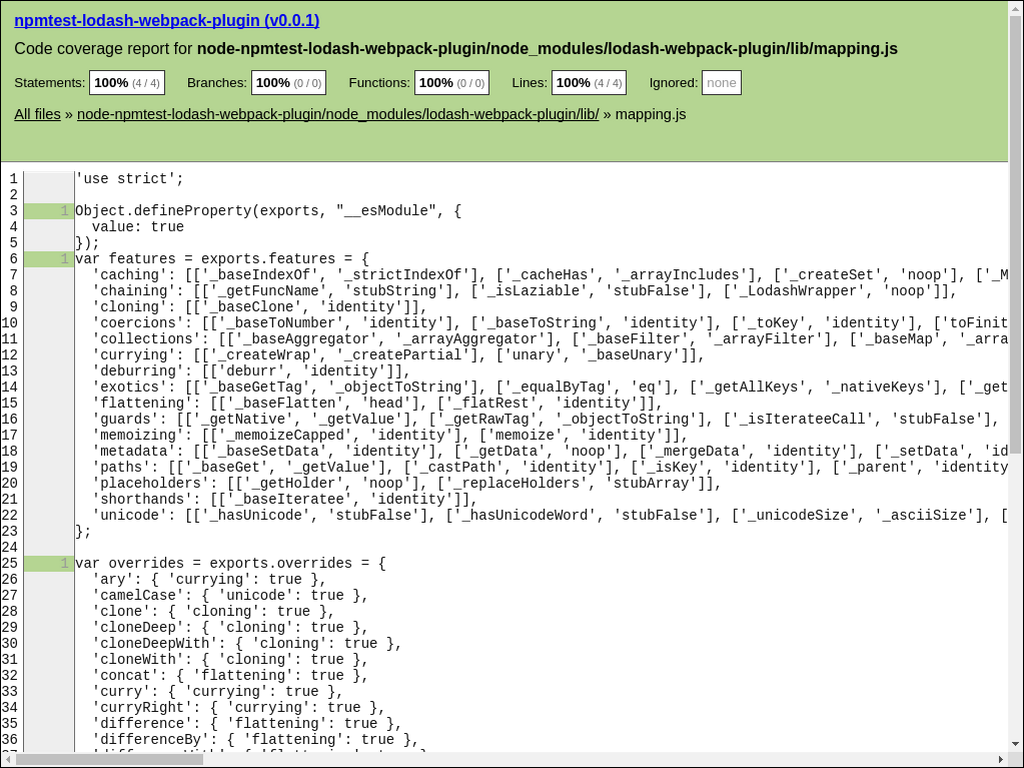 npmtest-lodash-webpack-plugin (v0.0.1)
Code coverage report for node-npmtest-lodash-webpack-plugin/node_modules/lodash-webpack-plugin/lib/mapping.js
Statements: 100% (4 / 4) Branches: 100% (0 / 0) Functions: 100% (0 / 0) Lines: 100% (4 / 4) Ignored: none
All files » node-npmtest-lodash-webpack-plugin/node_modules/lodash-webpack-plugin/lib/ » mapping.js
1 'use strict';
2
3 1 Object.defineProperty(exports, "__esModule", {
4 value: true
5 });
6 1 var features = exports.features = {
7 'caching': [['_baseIndexOf', '_strictIndexOf'], ['_cacheHas', '_arrayIncludes'], ['_createSet', 'noop'], ['_M
8 'chaining': [['_getFuncName', 'stubString'], ['_isLaziable', 'stubFalse'], ['_LodashWrapper', 'noop']],
9 'cloning': [['_baseClone', 'identity']],
10 'coercions': [['_baseToNumber', 'identity'], ['_baseToString', 'identity'], ['_toKey', 'identity'], ['toFinit
11 'collections': [['_baseAggregator', '_arrayAggregator'], ['_baseFilter', '_arrayFilter'], ['_baseMap', '_arra
12 'currying': [['_createWrap', '_createPartial'], ['unary', '_baseUnary']],
13 'deburring': [['deburr', 'identity']],
14 'exotics': [['_baseGetTag', '_objectToString'], ['_equalByTag', 'eq'], ['_getAllKeys', '_nativeKeys'], ['_get
15 'flattening': [['_baseFlatten', 'head'], ['_flatRest', 'identity']],
16 'guards': [['_getNative', '_getValue'], ['_getRawTag', '_objectToString'], ['_isIterateeCall', 'stubFalse'],
17 'memoizing': [['_memoizeCapped', 'identity'], ['memoize', 'identity']],
18 'metadata': [['_baseSetData', 'identity'], ['_getData', 'noop'], ['_mergeData', 'identity'], ['_setData', 'id
19 'paths': [['_baseGet', '_getValue'], ['_castPath', 'identity'], ['_isKey', 'identity'], ['_parent', 'identity
20 'placeholders': [['_getHolder', 'noop'], ['_replaceHolders', 'stubArray']],
21 'shorthands': [['_baseIteratee', 'identity']],
22 'unicode': [['_hasUnicode', 'stubFalse'], ['_hasUnicodeWord', 'stubFalse'], ['_unicodeSize', '_asciiSize'], [
23 };
24
25 1 var overrides = exports.overrides = {
26 'ary': { 'currying': true },
27 'camelCase': { 'unicode': true },
28 'clone': { 'cloning': true },
29 'cloneDeep': { 'cloning': true },
30 'cloneDeepWith': { 'cloning': true },
31 'cloneWith': { 'cloning': true },
32 'concat': { 'flattening': true },
33 'curry': { 'currying': true },
34 'curryRight': { 'currying': true },
35 'difference': { 'flattening': true },
36 'differenceBy': { 'flattening': true },